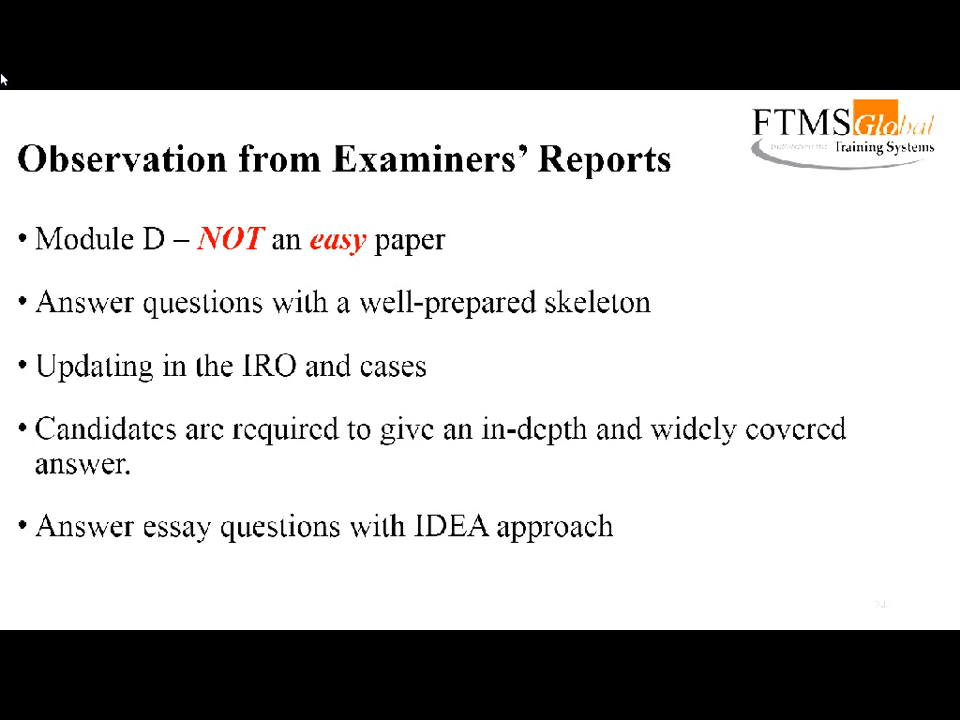 FTMSGlobal
Training Systems
Observation from Examiners’ Reports
• Module D – NOT an easy paper
• Answer questions with a well-prepared skeleton
• Updating in the IRO and cases
• Candidates are required to give an in-depth and widely covered
answer.
• Answer essay questions with IDEA approach